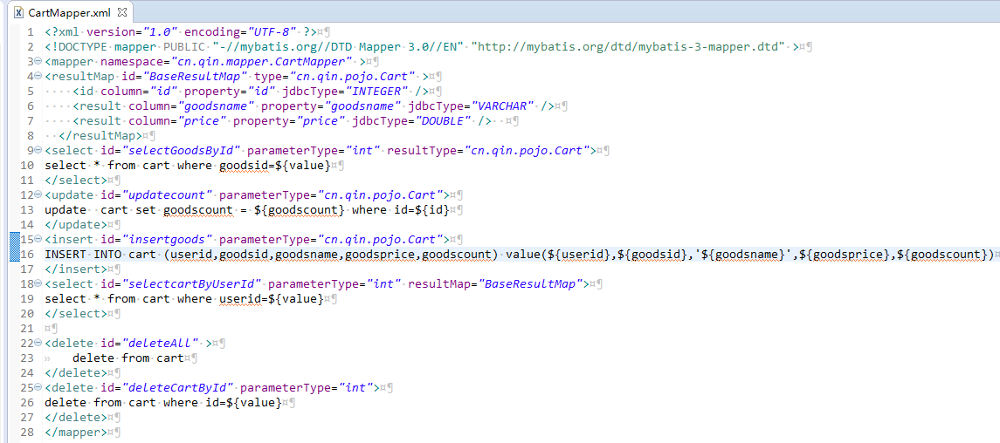 CartMapper.xml
1 <?xml version="1.0" encoding="UTF-8" ?>
2 <!DOCTYPE mapper PUBLIC "-//mybatis.org//DTD Mapper 3.0//EN" "http://mybatis.org/dtd/mybatis-3-mapper.dtd" >
3 <mapper namespace="cn.qin.mapper.CartMapper" >
4 <resultMap id="BaseResultMap" type="cn.qin.pojo.Cart" >
5     <id column="id" property="id" jdbcType="INTEGER" />
6     <result column="goodsname" property="goodsname" jdbcType="VARCHAR" />
7     <result column="price" property="price" jdbcType="DOUBLE" />
8   </resultMap>
9 <select id="selectGoodsById" parameterType="int" resultType="cn.qin.pojo.Cart">
10 select * from cart where goodsid=${value}
11 </select>
12 <update id="updatecount" parameterType="cn.qin.pojo.Cart">
13 update  cart set goodscount = ${goodscount} where id=${id}
14 </update>
15 <insert id="insertgoods" parameterType="cn.qin.pojo.Cart">
16 INSERT INTO cart (userid,goodsid,goodsname,goodsprice,goodscount) value(${userid},${goodsid},'${goodsname}',${goodsprice},${goodscount})
17 </insert>
18 <select id="selectcartByUserId" parameterType="int" resultMap="BaseResultMap">
19 select * from cart where userid=${value}
20 </select>
21
22 <delete id="deleteAll" >
23     delete from cart
24 </delete>
25 <delete id="deleteCartById" parameterType="int">
26 delete from cart where id=${value}
27 </delete>
28 </mapper>